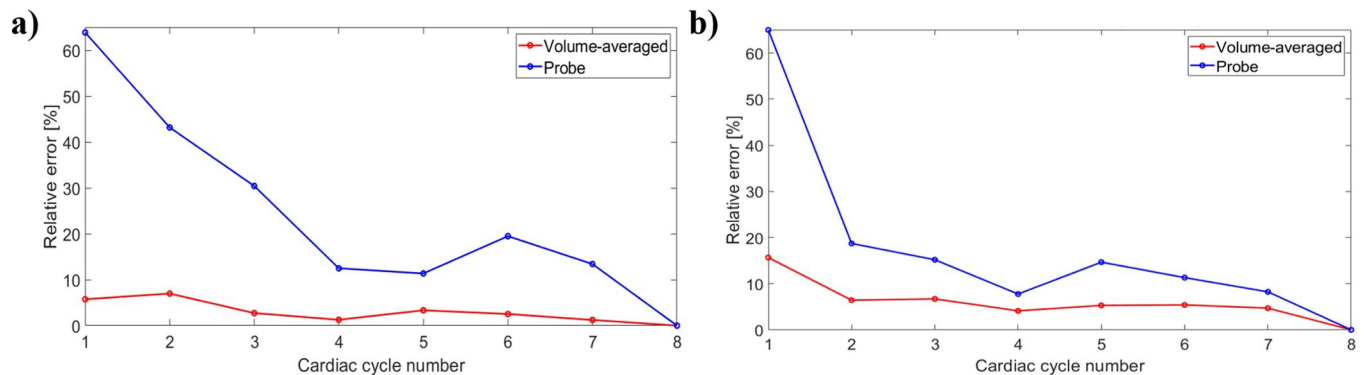 a)
Relative error [%]
60
50
40
30
20
10
0
1 2 3 4 5 6 7 8
Cardiac cycle number
Volume-averaged
Probe
b)
Relative error [%]
60
50
40
30
20
10
0
1 2 3 4 5 6 7 8
Cardiac cycle number
Volume-averaged
Probe